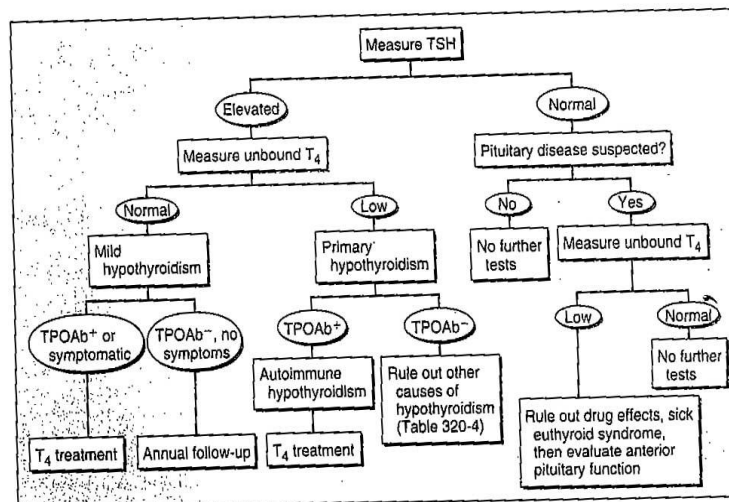 Measure TSH
Elevated
Normal
Measure unbound T₄
Pituitary disease suspected?
Normal
Low
No
Yes
Mild
hypothyroidism
Primary
hypothyroidism
No further
tests
Measure unbound T₄
TPOAb⁺ or
symptomatic
TPOAb⁻, no
symptoms
TPOAb⁺
TPOAb⁻
Low
Normal
Autoimmune
hypothyroidism
Rule out other
causes of
hypothyroidism
(Table 320-4)
No further
tests
T₄ treatment
Annual follow-up
T₄ treatment
Rule out drug effects, sick
euthyroid syndrome,
then evaluate anterior
pituitary function